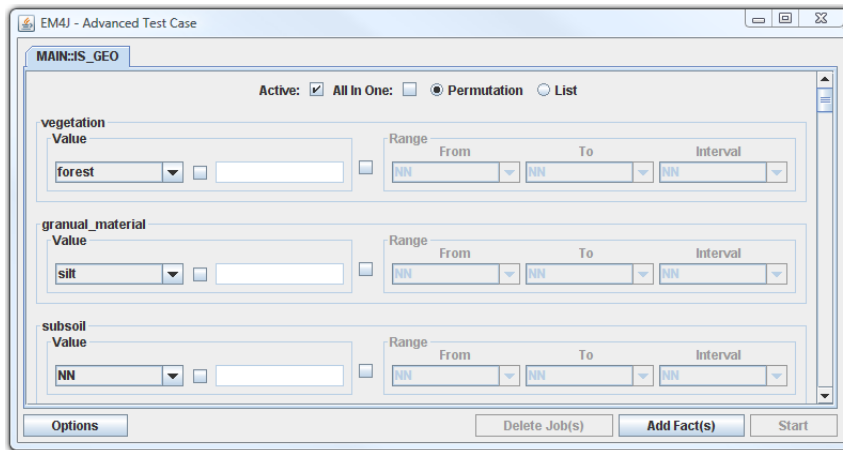 EM4J - Advanced Test Case
MAIN::IS_GEO
Active: All In One: Permutation List
vegetation
Value Range
From To Interval
forest NN NN NN
granual_material
Value Range
From To Interval
silt NN NN NN
subsoil
Value Range
From To Interval
NN NN NN NN
Options Delete Job(s) Add Fact(s) Start